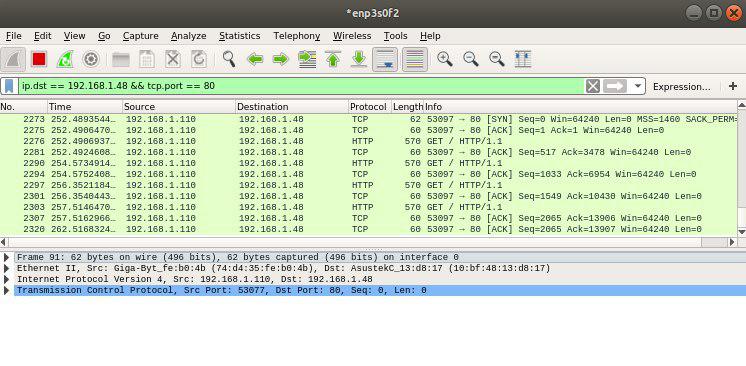 *enp3s0f2
File Edit View Go Capture Analyze Statistics Telephony Wireless Tools Help
ip.dst == 192.168.1.48 && tcp.port == 80 Expression... +
No. Time Source Destination Protocol Length Info
2273 252.4893544… 192.168.1.110 192.168.1.48 TCP 62 53097 → 80 [SYN] Seq=0 Win=64240 Len=0 MSS=1460 SACK_PERM=
2275 252.4906470… 192.168.1.110 192.168.1.48 TCP 60 53097 → 80 [ACK] Seq=1 Ack=1 Win=64240 Len=0
2276 252.4906937… 192.168.1.110 192.168.1.48 HTTP 570 GET / HTTP/1.1
2281 252.4924608… 192.168.1.110 192.168.1.48 TCP 60 53097 → 80 [ACK] Seq=517 Ack=3478 Win=64240 Len=0
2290 254.5734914… 192.168.1.110 192.168.1.48 HTTP 570 GET / HTTP/1.1
2294 254.5752408… 192.168.1.110 192.168.1.48 TCP 60 53097 → 80 [ACK] Seq=1033 Ack=6954 Win=64240 Len=0
2297 256.3521184… 192.168.1.110 192.168.1.48 HTTP 570 GET / HTTP/1.1
2301 256.3540443… 192.168.1.110 192.168.1.48 TCP 60 53097 → 80 [ACK] Seq=1549 Ack=10430 Win=64240 Len=0
2303 257.5146470… 192.168.1.110 192.168.1.48 HTTP 570 GET / HTTP/1.1
2307 257.5162966… 192.168.1.110 192.168.1.48 TCP 60 53097 → 80 [ACK] Seq=2065 Ack=13906 Win=64240 Len=0
2320 262.5168324… 192.168.1.110 192.168.1.48 TCP 60 53097 → 80 [ACK] Seq=2065 Ack=13907 Win=64240 Len=0
Frame 91: 62 bytes on wire (496 bits), 62 bytes captured (496 bits) on interface 0
Ethernet II, Src: Giga-Byt_fe:b0:4b (74:d4:35:fe:b0:4b), Dst: AsustekC_13:d8:17 (10:bf:48:13:d8:17)
Internet Protocol Version 4, Src: 192.168.1.110, Dst: 192.168.1.48
Transmission Control Protocol, Src Port: 53077, Dst Port: 80, Seq: 0, Len: 0